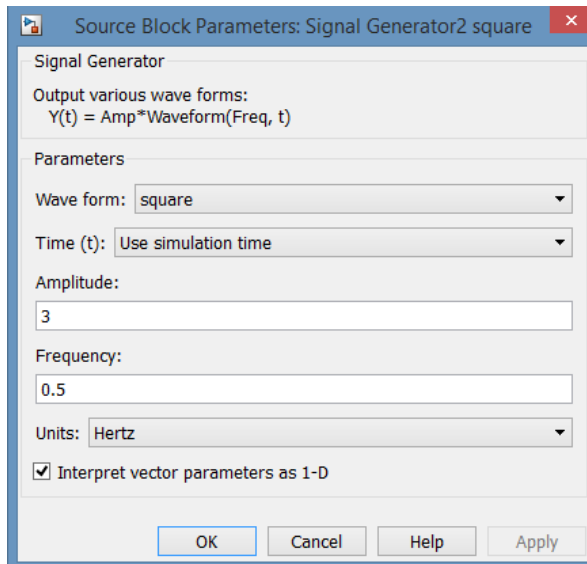 Source Block Parameters: Signal Generator2 square
Signal Generator
Output various wave forms:
Y(t) = Amp*Waveform(Freq, t)
Parameters
Wave form: square
Time (t): Use simulation time
Amplitude:
3
Frequency:
0.5
Units: Hertz
Interpret vector parameters as 1-D
OK Cancel Help Apply